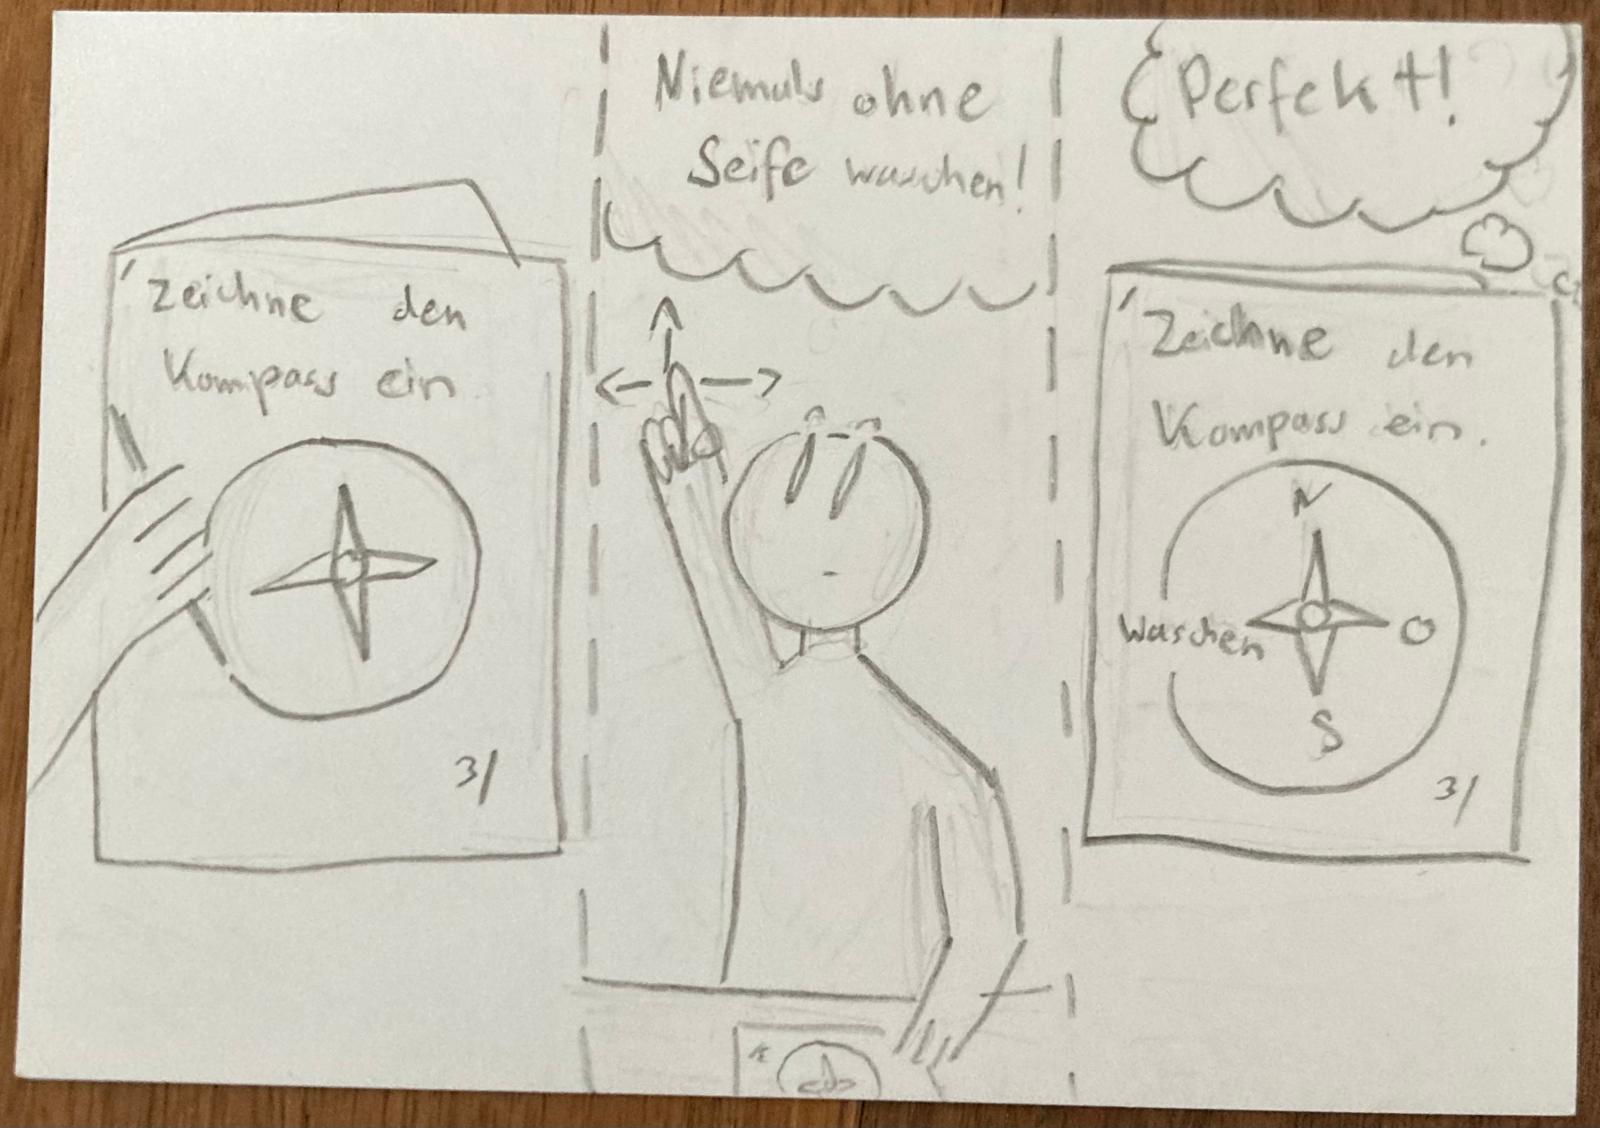 Zeichne den
Kompass ein
3/
Niemals ohne
Seife waschen!
Perfekt!
Zeichne den
Kompass ein.
N
Waschen O
S
3/